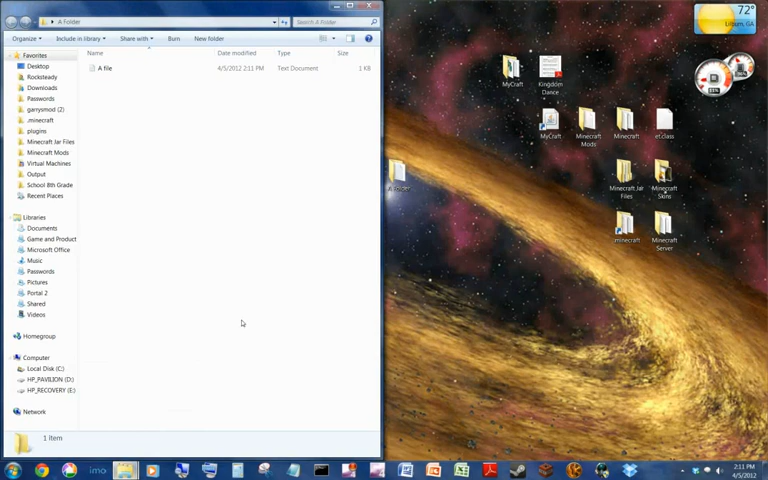 A Folder
Search A Folder
Organize
Include in library
Share with
Burn
New folder
Name
Date modified
Type
Size
A file
4/5/2012 2:11 PM
Text Document
1 KB
Favorites
Desktop
Rocksteady
Downloads
Passwords
garrysmod (2)
.minecraft
plugins
Minecraft Jar Files
Minecraft Mods
Virtual Machines
Output
School 8th Grade
Recent Places
Libraries
Documents
Game and Product
Microsoft Office
Music
Passwords
Pictures
Portal 2
Shared
Videos
Homegroup
Computer
Local Disk (C:)
HP_PAVILION (D:)
HP_RECOVERY (E:)
Network
1 item
72°
Lilburn, GA
MyCraft
Kingdom
Dance
MyCraft
Minecraft
Mods
Minecraft
et.class
A Folder
Minecraft Jar
Files
Minecraft
Skins
.minecraft
Minecraft
Server
imo
2:11 PM
4/5/2012